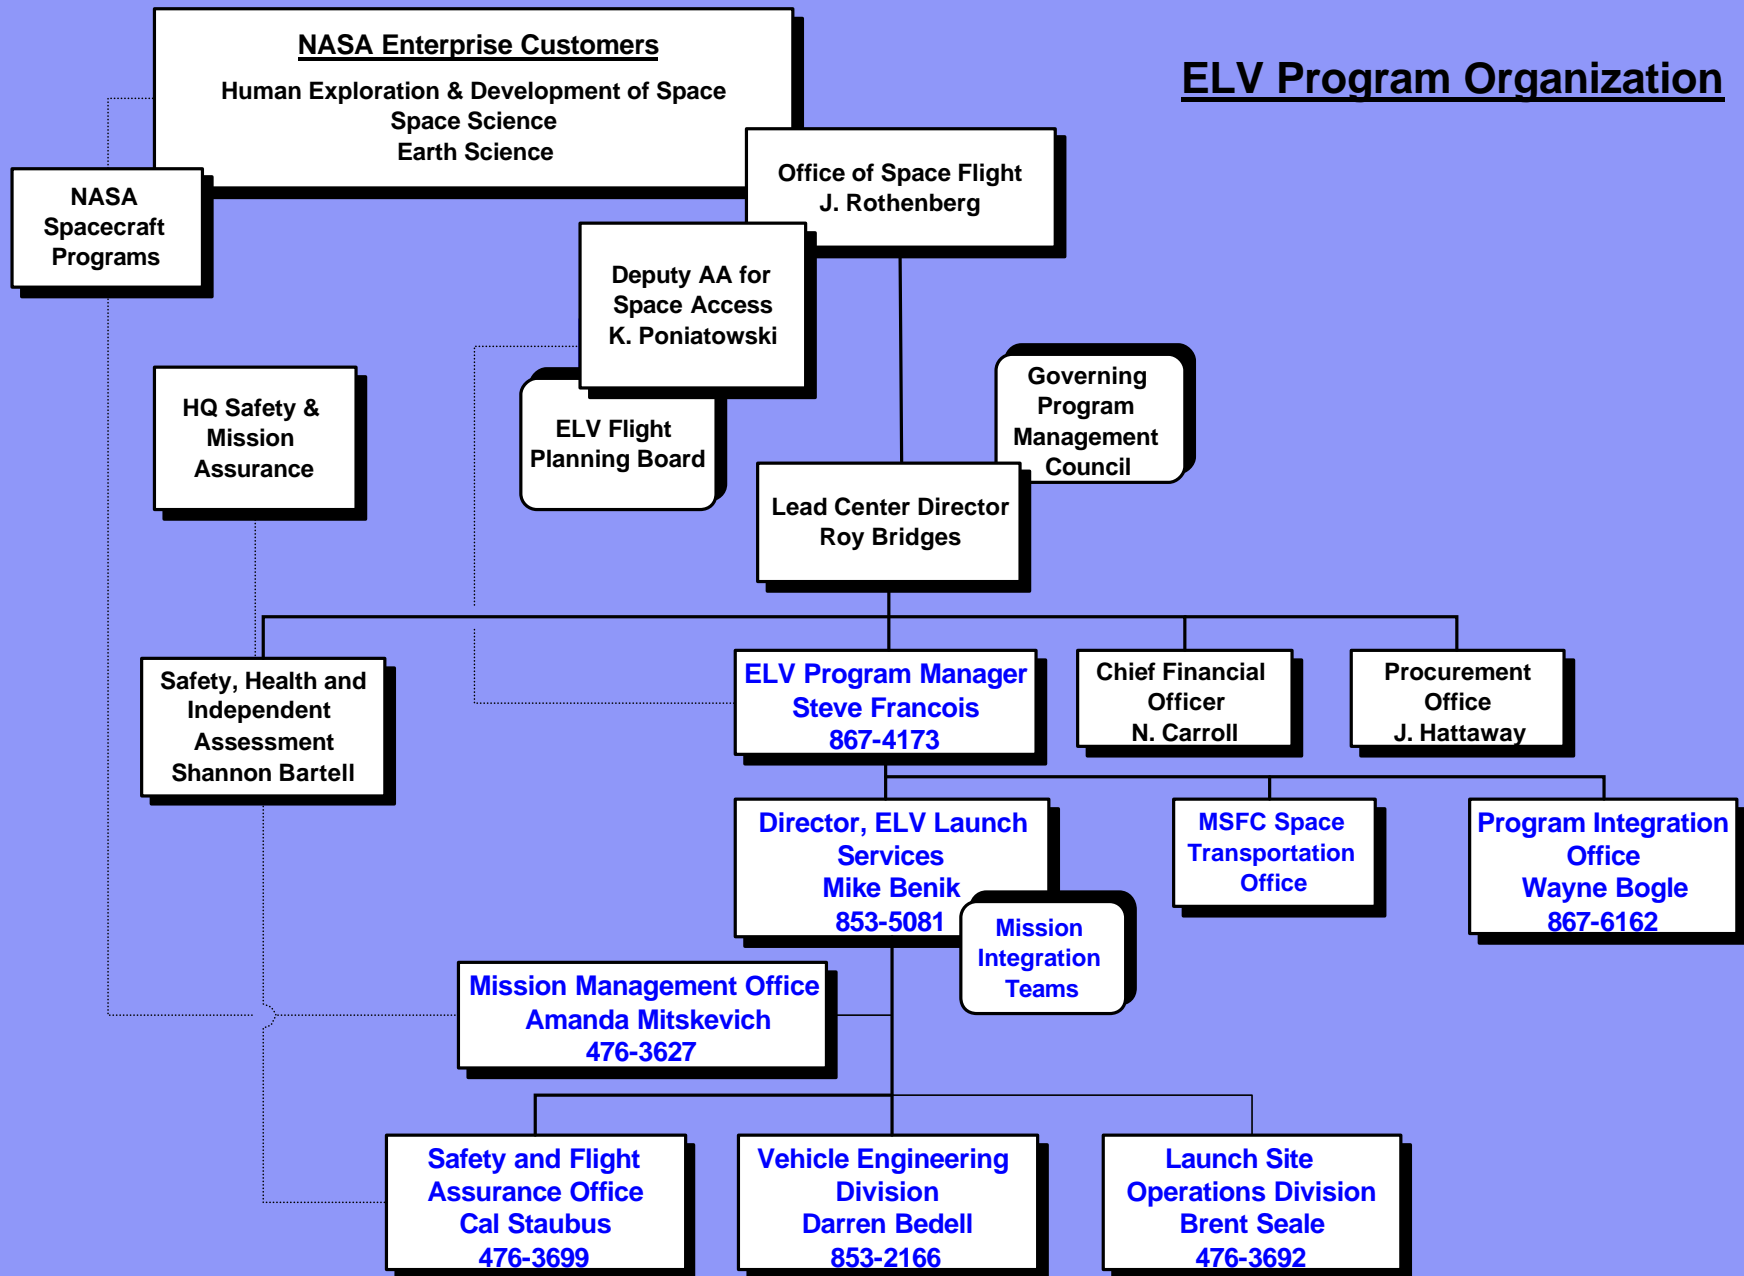 NASA Enterprise Customers
Human Exploration & Development of Space
Space Science
Earth Science
ELV Program Organization
Office of Space Flight
J. Rothenberg
NASA
Spacecraft
Programs
Deputy AA for
Space Access
K. Poniatowski
Governing
Program
Management
Council
HQ Safety &
Mission
Assurance
ELV Flight
Planning Board
Lead Center Director
Roy Bridges
Safety, Health and
Independent
Assessment
Shannon Bartell
ELV Program Manager
Steve Francois
867-4173
Chief Financial
Officer
N. Carroll
Procurement
Office
J. Hattaway
Director, ELV Launch
Services
Mike Benik
853-5081
MSFC Space
Transportation
Office
Program Integration
Office
Wayne Bogle
867-6162
Mission
Integration
Teams
Mission Management Office
Amanda Mitskevich
476-3627
Safety and Flight
Assurance Office
Cal Staubus
476-3699
Vehicle Engineering
Division
Darren Bedell
853-2166
Launch Site
Operations Division
Brent Seale
476-3692